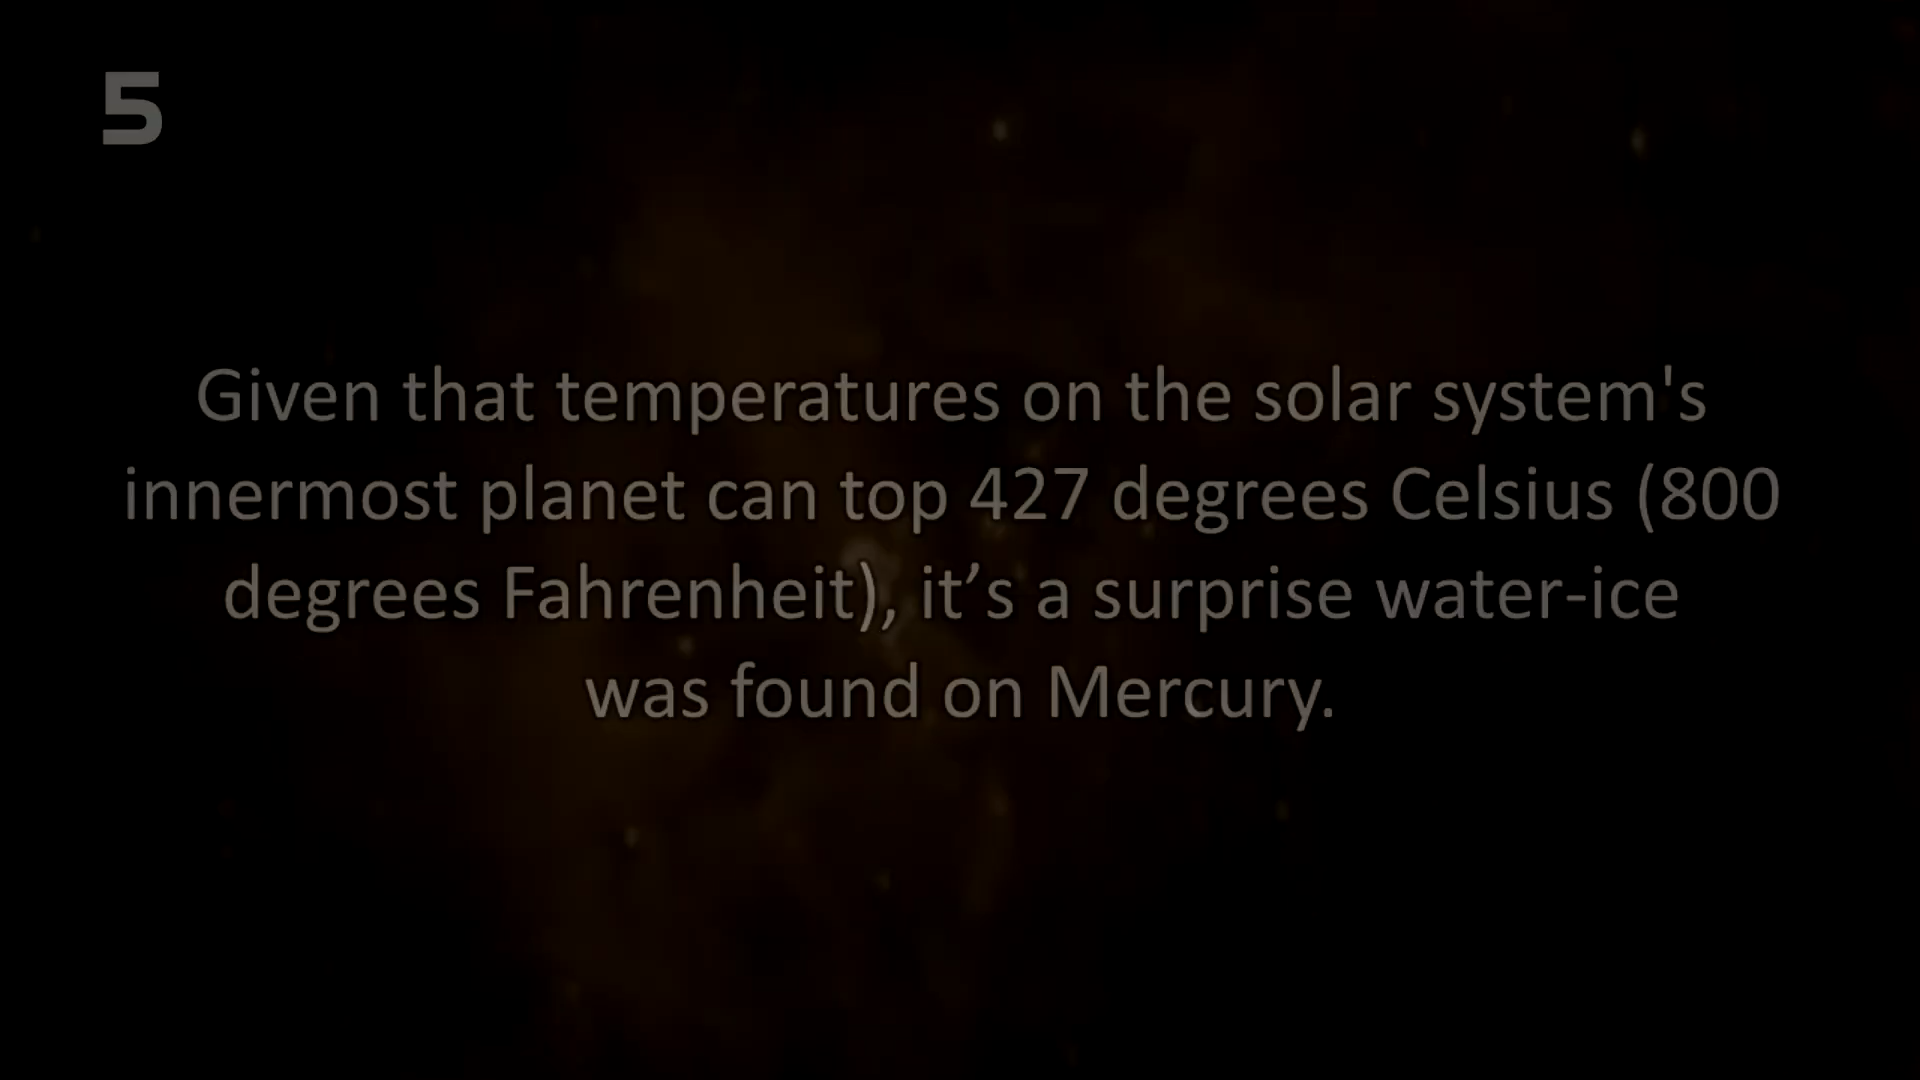 5
Given that temperatures on the solar system's
innermost planet can top 427 degrees Celsius (800
degrees Fahrenheit), it’s a surprise water-ice
was found on Mercury.